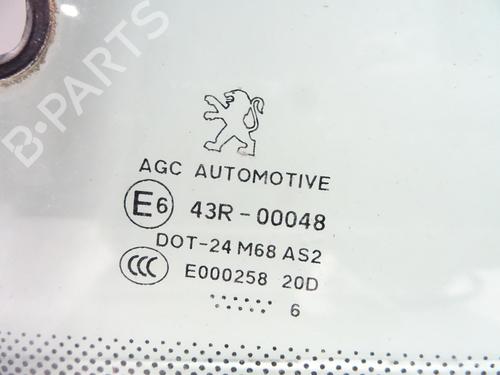 B-PARTS
AGC AUTOMOTIVE
E6 43R-00048
DOT-24 M68 AS2
CCC E000258 20D
6